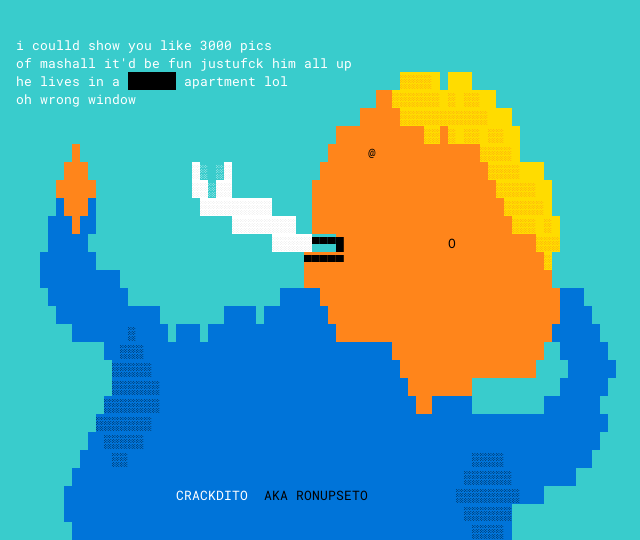 i coulld show you like 3000 pics
of mashall it'd be fun justufck him all up
he lives in a apartment lol
oh wrong window
@
O
CRACKDITO AKA RONUPSETO